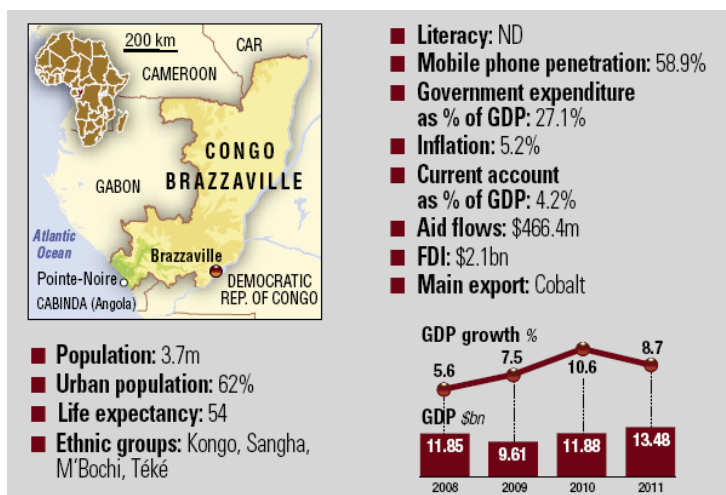 200 km
CAR
CAMEROON
CONGO
BRAZZAVILLE
GABON
Atlantic
Ocean
Brazzaville
Pointe-Noire
DEMOCRATIC
REP. OF CONGO
CABINDA (Angola)
Population: 3.7m
Urban population: 62%
Life expectancy: 54
Ethnic groups: Kongo, Sangha,
M'Bochi, Téké
Literacy: ND
Mobile phone penetration: 58.9%
Government expenditure
as % of GDP: 27.1%
Inflation: 5.2%
Current account
as % of GDP: 4.2%
Aid flows: $466.4m
FDI: $2.1bn
Main export: Cobalt
GDP growth %
5.6 7.5 10.6 8.7
GDP $bn
11.85 9.61 11.88 13.48
2008 2009 2010 2011